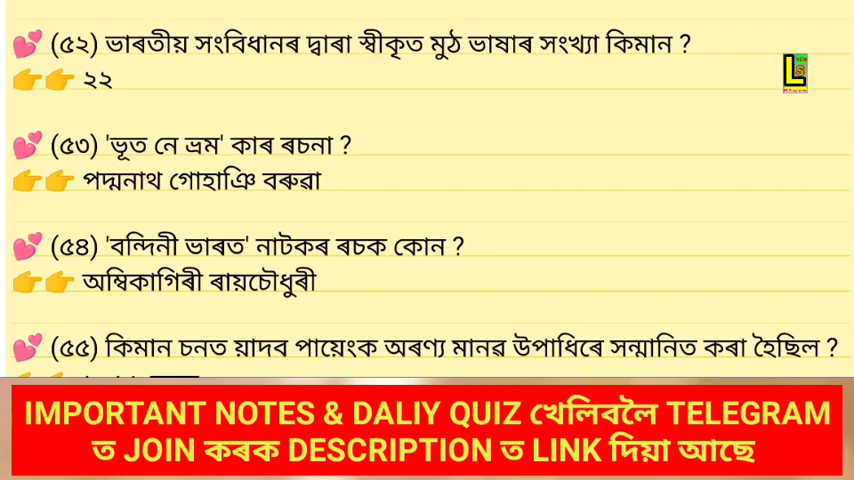 💕 (৫২) ভাৰতীয় সংবিধানৰ দ্বাৰা স্বীকৃত মুঠ ভাষাৰ সংখ্যা কিমান ?
👉👉 ২২
💕 (৫৩) 'ভূত নে ভ্ৰম' কাৰ ৰচনা ?
👉👉 পদ্মনাথ গোহাঞি বৰুৱা
💕 (৫৪) 'বন্দিনী ভাৰত' নাটকৰ ৰচক কোন ?
👉👉 অম্বিকাগিৰী ৰায়চৌধুৰী
💕 (৫৫) কিমান চনত য়াদব পায়েংক অৰণ্য মানৱ উপাধিৰে সন্মানিত কৰা হৈছিল ?
IMPORTANT NOTES & DALIY QUIZ খেলিবলৈ TELEGRAM
ত JOIN কৰক DESCRIPTION ত LINK দিয়া আছে